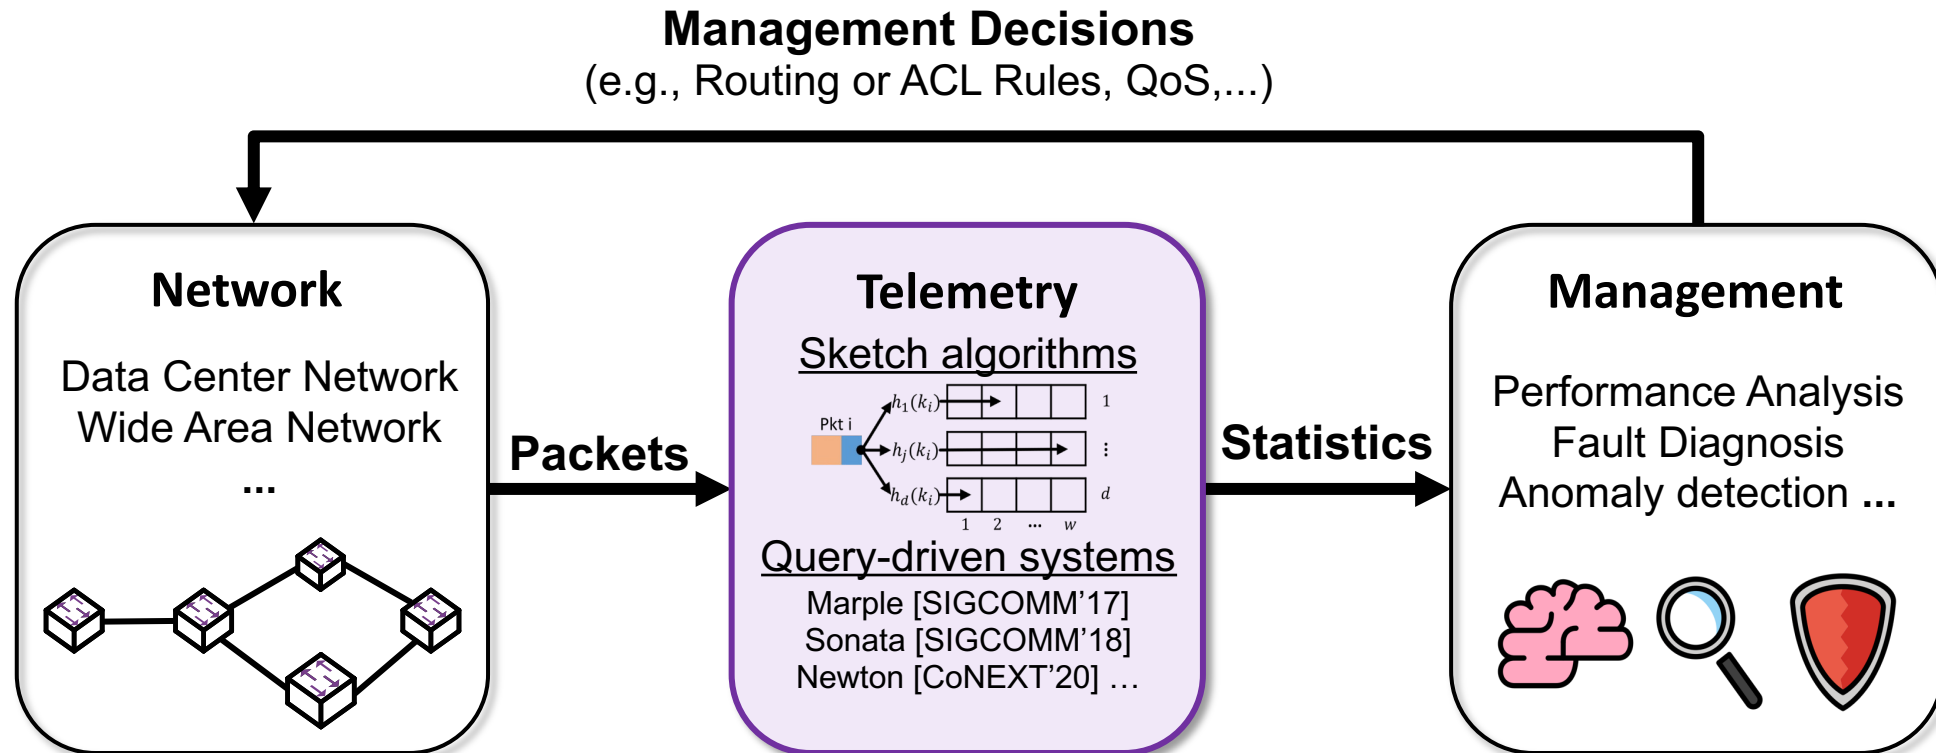 Management Decisions
(e.g., Routing or ACL Rules, QoS,...)
Network
Data Center Network
Wide Area Network
...
Packets
Telemetry
Sketch algorithms
Pkt i
h₁(kᵢ)
1
hⱼ(kᵢ)
⋮
h_d(kᵢ)
d
1 2 ... w
Query-driven systems
Marple [SIGCOMM’17]
Sonata [SIGCOMM’18]
Newton [CoNEXT’20] …
Statistics
Management
Performance Analysis
Fault Diagnosis
Anomaly detection ...